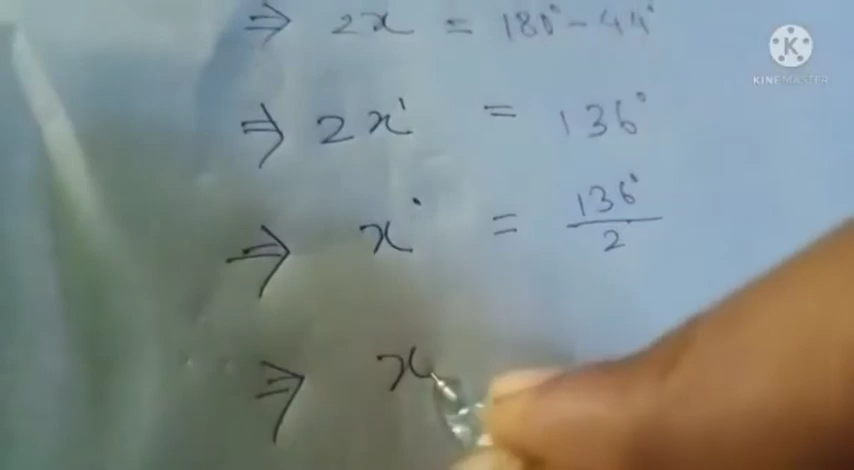 ⇒ 2x = 180° - 44°
⇒ 2x° = 136°
⇒ x° = 136°/2
⇒ x
K
KINEMASTER